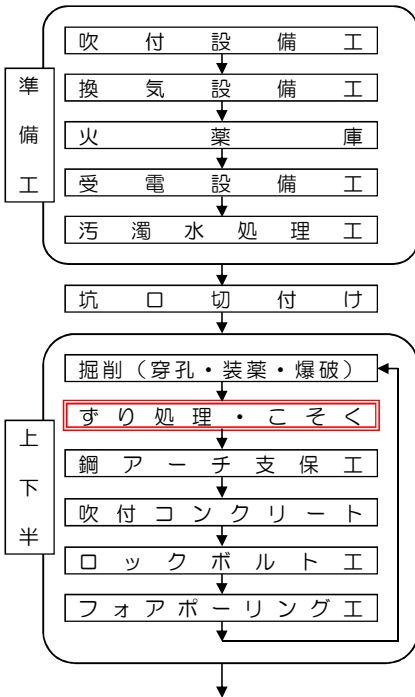 準備工
吹付設備工
換気設備工
火薬庫
受電設備工
汚濁水処理工
坑口切付け
上下半
掘削（穿孔・装薬・爆破）
ずり処理・こそく
鋼アーチ支保工
吹付コンクリート
ロックボルト工
フォアポーリング工